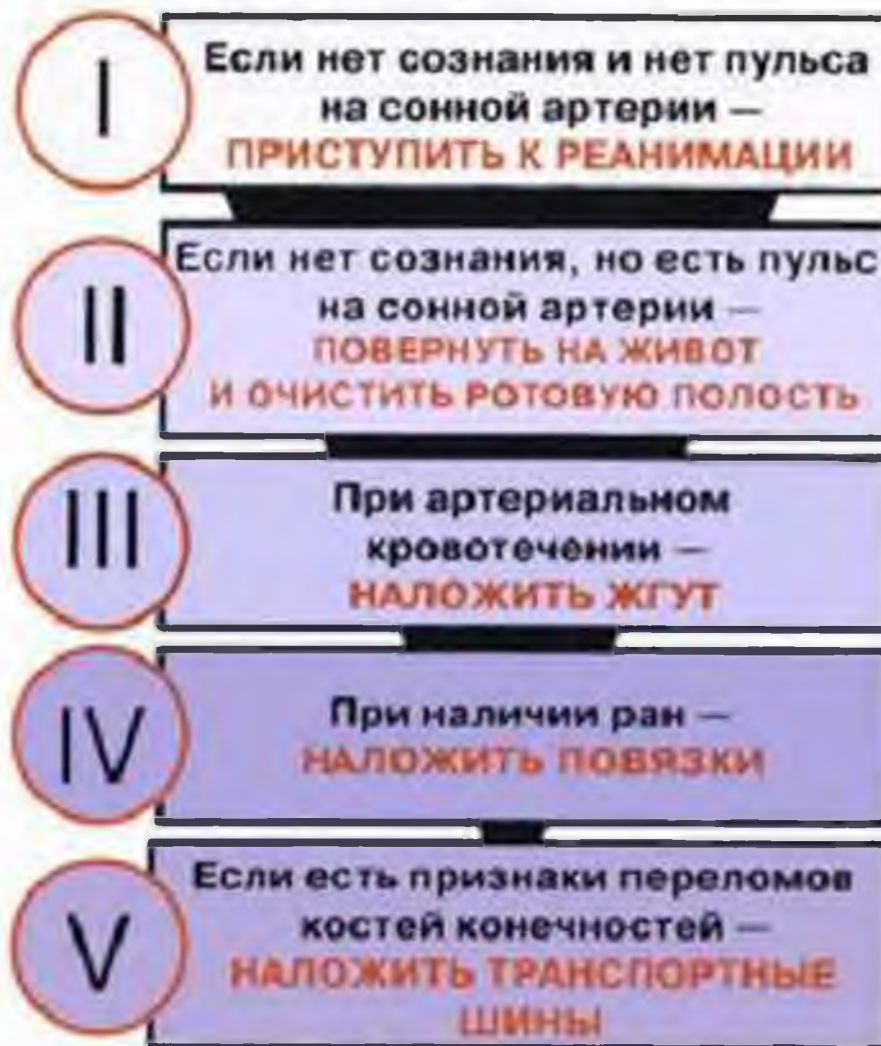 I
Если нет сознания и нет пульса
на сонной артерии —
ПРИСТУПИТЬ К РЕАНИМАЦИИ
II
Если нет сознания, но есть пульс
на сонной артерии —
ПОВЕРНУТЬ НА ЖИВОТ
И ОЧИСТИТЬ РОТОВУЮ ПОЛОСТЬ
III
При артериальном
кровотечении —
НАЛОЖИТЬ ЖГУТ
IV
При наличии ран —
НАЛОЖИТЬ ПОВЯЗКИ
V
Если есть признаки переломов
костей конечностей —
НАЛОЖИТЬ ТРАНСПОРТНЫЕ
ШИНЫ